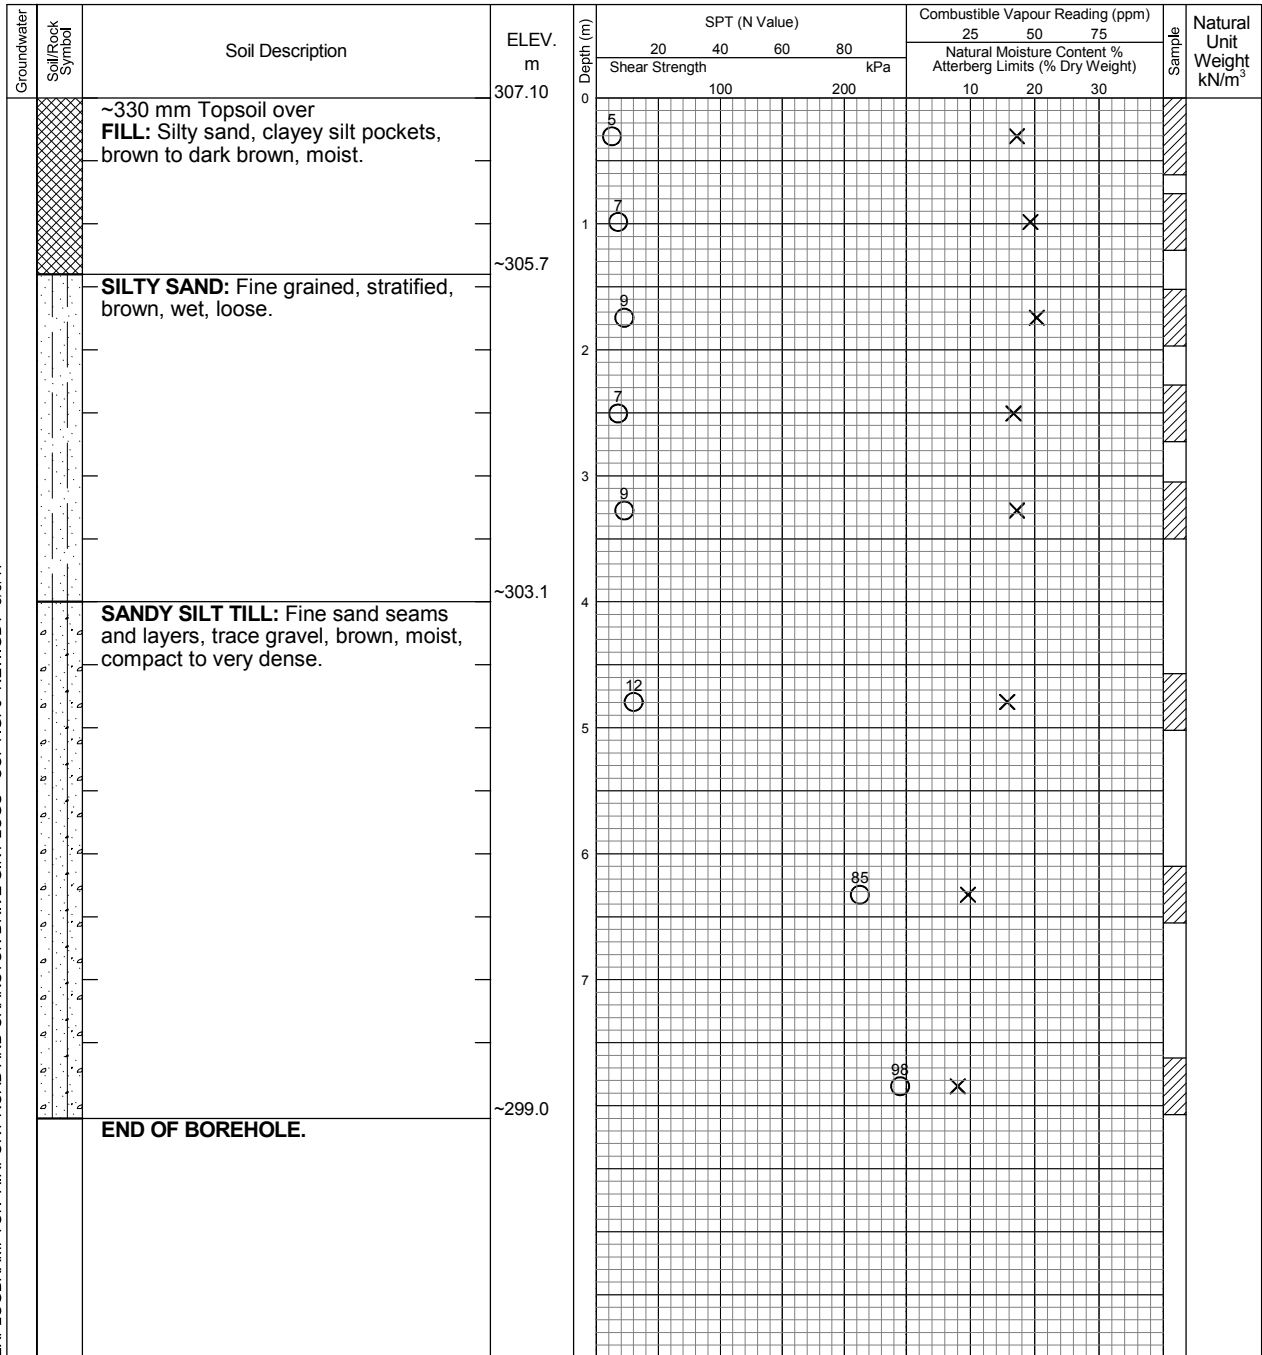 Groundwater
Soil/Rock
Symbol
Soil Description
ELEV.
m
307.10
Depth (m)
SPT (N Value)
20 40 60 80
Shear Strength kPa
100 200
Combustible Vapour Reading (ppm)
25 50 75
Natural Moisture Content %
Atterberg Limits (% Dry Weight)
10 20 30
Sample
Natural
Unit
Weight
kN/m³
0
~330 mm Topsoil over
FILL: Silty sand, clayey silt pockets,
brown to dark brown, moist.
5
7
1
~305.7
SILTY SAND: Fine grained, stratified,
brown, wet, loose.
9
2
7
3
9
~303.1
4
SANDY SILT TILL: Fine sand seams
and layers, trace gravel, brown, moist,
compact to very dense.
12
5
6
85
7
98
~299.0
END OF BOREHOLE.